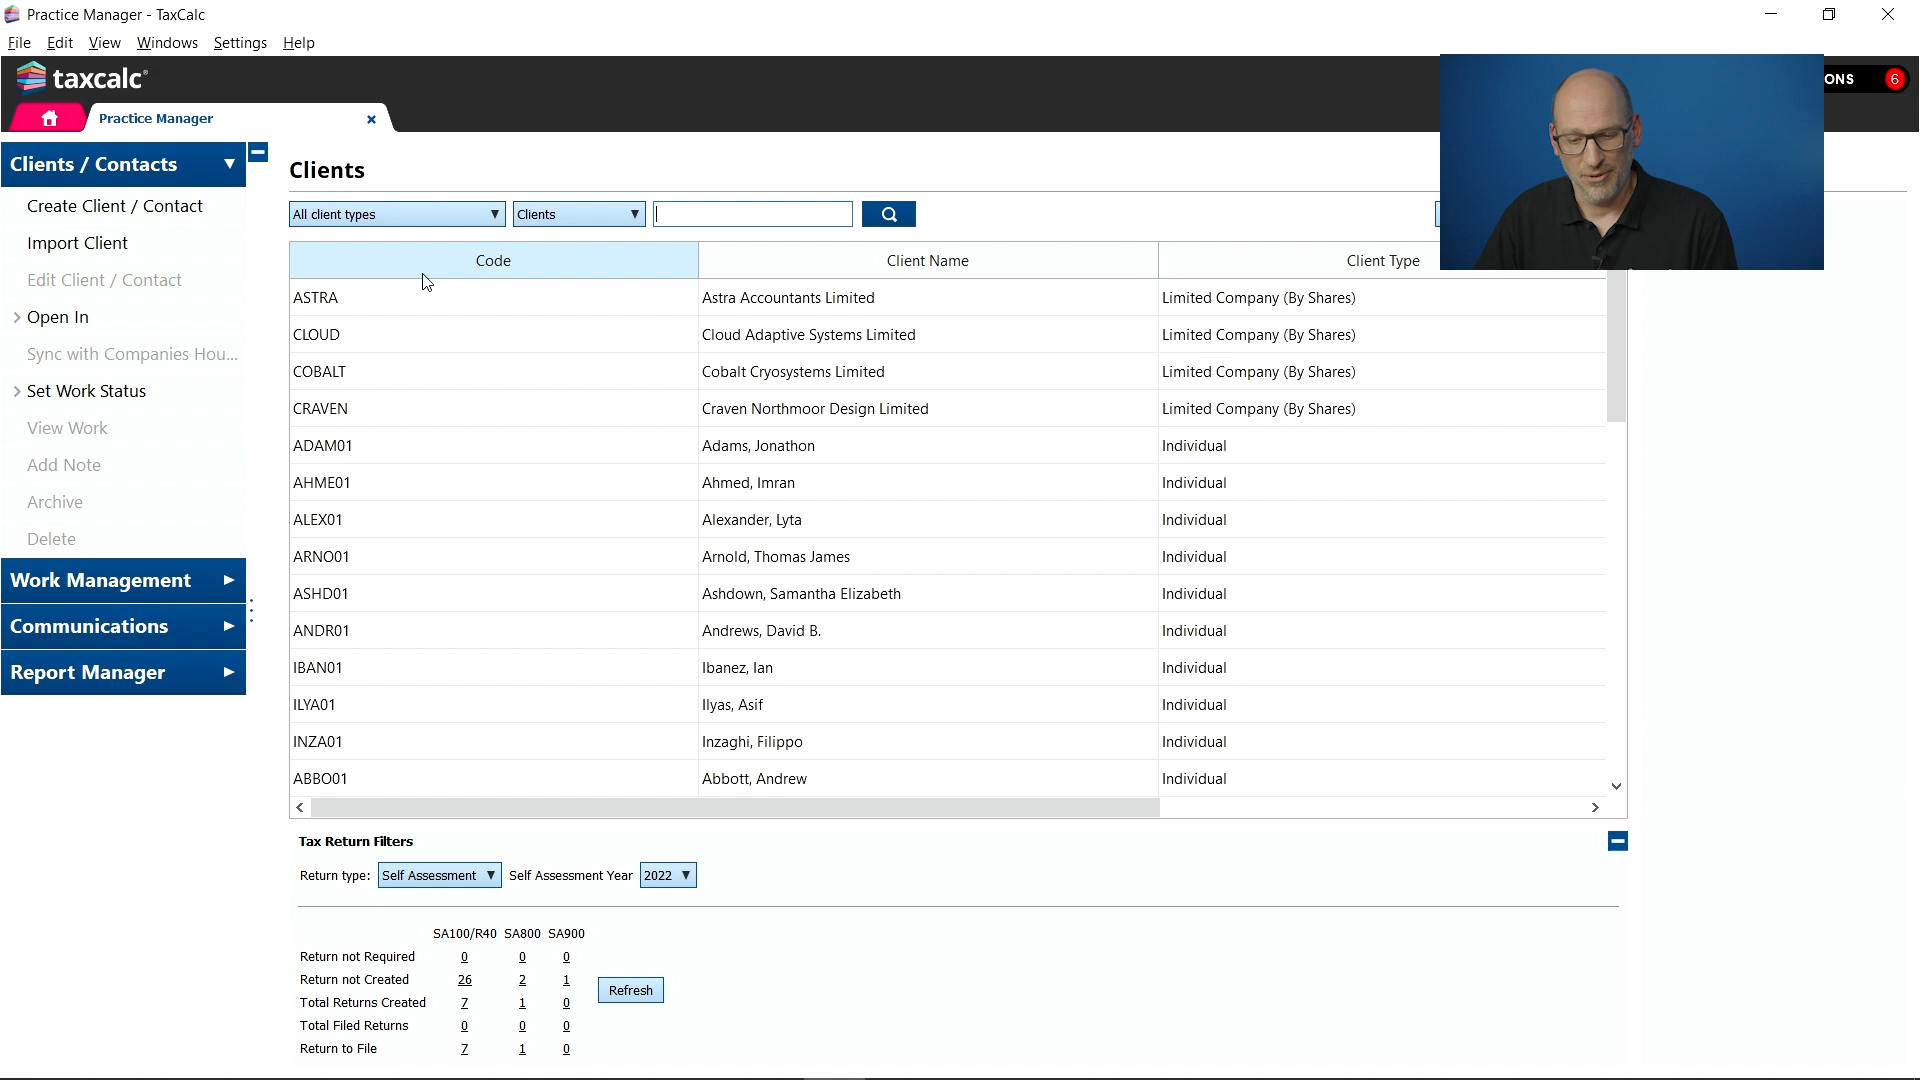 Practice Manager - TaxCalc
File Edit View Windows Settings Help
taxcalc
ONS 6
Practice Manager x
Clients / Contacts
Create Client / Contact
Import Client
Edit Client / Contact
Open In
Sync with Companies Hou...
Set Work Status
View Work
Add Note
Archive
Delete
Work Management
Communications
Report Manager
Clients
All client types Clients
Code Client Name Client Type
ASTRA Astra Accountants Limited Limited Company (By Shares)
CLOUD Cloud Adaptive Systems Limited Limited Company (By Shares)
COBALT Cobalt Cryosystems Limited Limited Company (By Shares)
CRAVEN Craven Northmoor Design Limited Limited Company (By Shares)
ADAM01 Adams, Jonathon Individual
AHME01 Ahmed, Imran Individual
ALEX01 Alexander, Lyta Individual
ARNO01 Arnold, Thomas James Individual
ASHD01 Ashdown, Samantha Elizabeth Individual
ANDR01 Andrews, David B. Individual
IBAN01 Ibanez, Ian Individual
ILYA01 Ilyas, Asif Individual
INZA01 Inzaghi, Filippo Individual
ABBO01 Abbott, Andrew Individual
Tax Return Filters
Return type: Self Assessment Self Assessment Year 2022
SA100/R40 SA800 SA900
Return not Required 0 0 0
Return not Created 26 2 1
Total Returns Created 7 1 0
Total Filed Returns 0 0 0
Return to File 7 1 0
Refresh